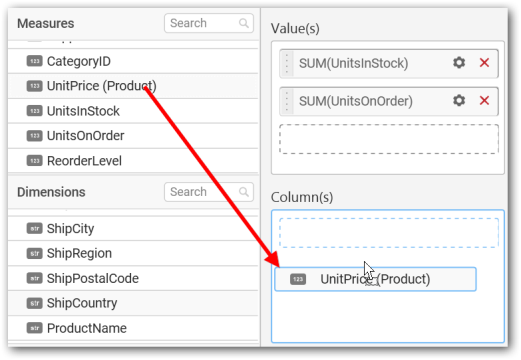 Measures
Search
CategoryID
123 UnitPrice (Product)
123 UnitsInStock
123 UnitsOnOrder
123 ReorderLevel
Dimensions
Search
str ShipCity
str ShipRegion
str ShipPostalCode
str ShipCountry
str ProductName
Value(s)
SUM(UnitsInStock)
SUM(UnitsOnOrder)
Column(s)
123 UnitPrice (Product)